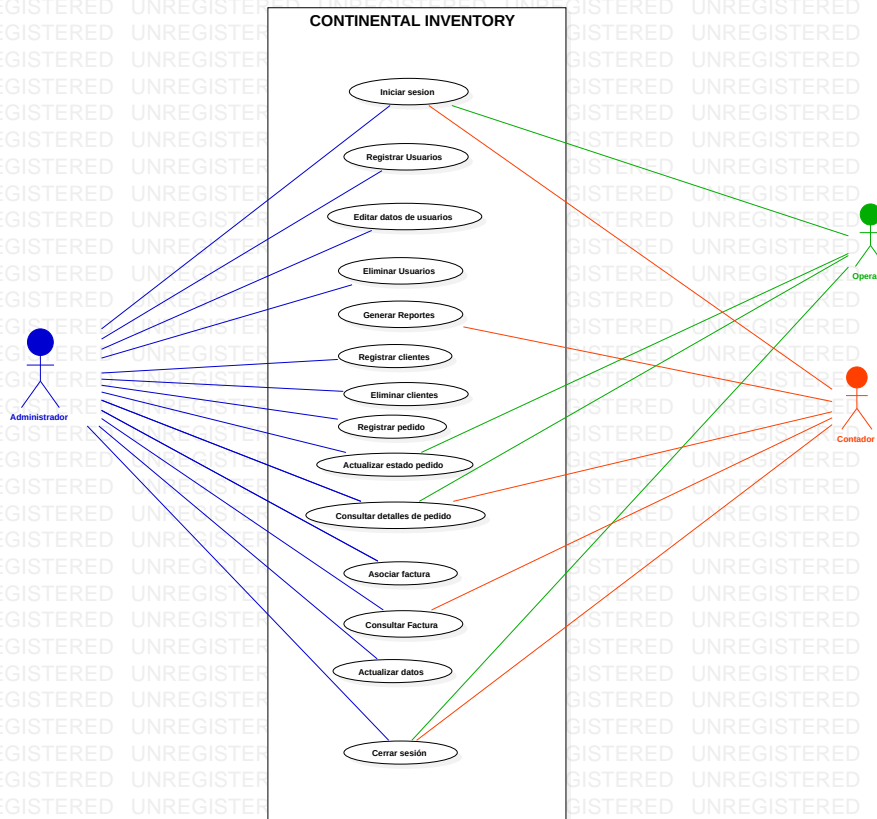 CONTINENTAL INVENTORY
Iniciar sesion
Registrar Usuarios
Editar datos de usuarios
Eliminar Usuarios
Generar Reportes
Registrar clientes
Eliminar clientes
Registrar pedido
Actualizar estado pedido
Consultar detalles de pedido
Asociar factura
Consultar Factura
Actualizar datos
Cerrar sesión
Administrador
Opera
Contador
UNREGISTERED